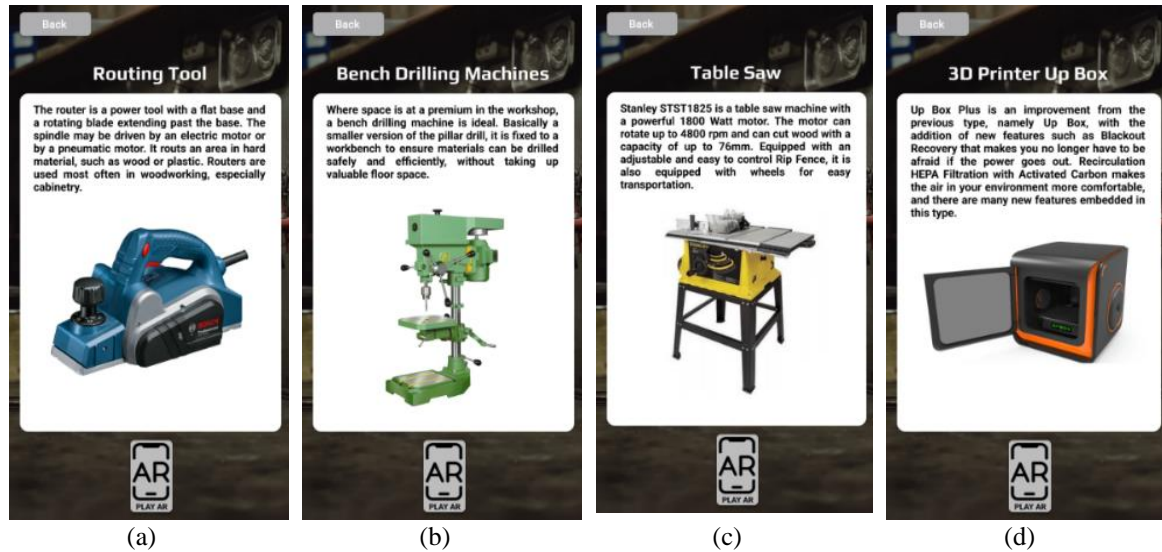 Back
Routing Tool
The router is a power tool with a flat base and
a rotating blade extending past the base. The
spindle may be driven by an electric motor or
by a pneumatic motor. It routs an area in hard
material, such as wood or plastic. Routers are
used most often in woodworking, especially
cabinetry.
BOSCH
AR
PLAY AR
(a)
Back
Bench Drilling Machines
Where space is at a premium in the workshop,
a bench drilling machine is ideal. Basically a
smaller version of the pillar drill, it is fixed to a
workbench to ensure materials can be drilled
safely and efficiently, without taking up
valuable floor space.
AR
PLAY AR
(b)
Back
Table Saw
Stanley STST1825 is a table saw machine with
a powerful 1800 Watt motor. The motor can
rotate up to 4800 rpm and can cut wood with a
capacity of up to 76mm. Equipped with an
adjustable and easy to control Rip Fence, it is
also equipped with wheels for easy
transportation.
AR
PLAY AR
(c)
Back
3D Printer Up Box
Up Box Plus is an improvement from the
previous type, namely Up Box, with the
addition of new features such as Blackout
Recovery that makes you no longer have to be
afraid if the power goes out. Recirculation
HEPA Filtration with Activated Carbon makes
the air in your environment more comfortable,
and there are many new features embedded in
this type.
AR
PLAY AR
(d)